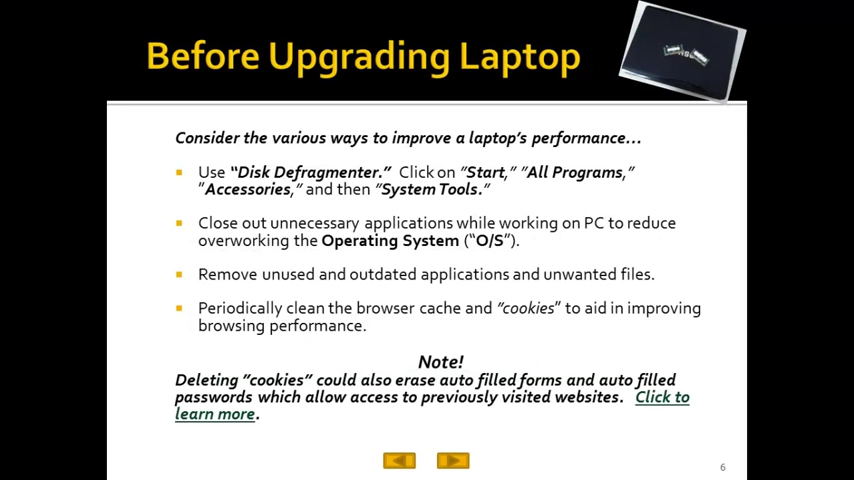 Before Upgrading Laptop
Consider the various ways to improve a laptop's performance...
Use "Disk Defragmenter." Click on "Start," "All Programs,"
"Accessories," and then "System Tools."
Close out unnecessary applications while working on PC to reduce
overworking the Operating System ("O/S").
Remove unused and outdated applications and unwanted files.
Periodically clean the browser cache and "cookies" to aid in improving
browsing performance.
Note!
Deleting "cookies" could also erase auto filled forms and auto filled
passwords which allow access to previously visited websites. Click to
learn more.
6